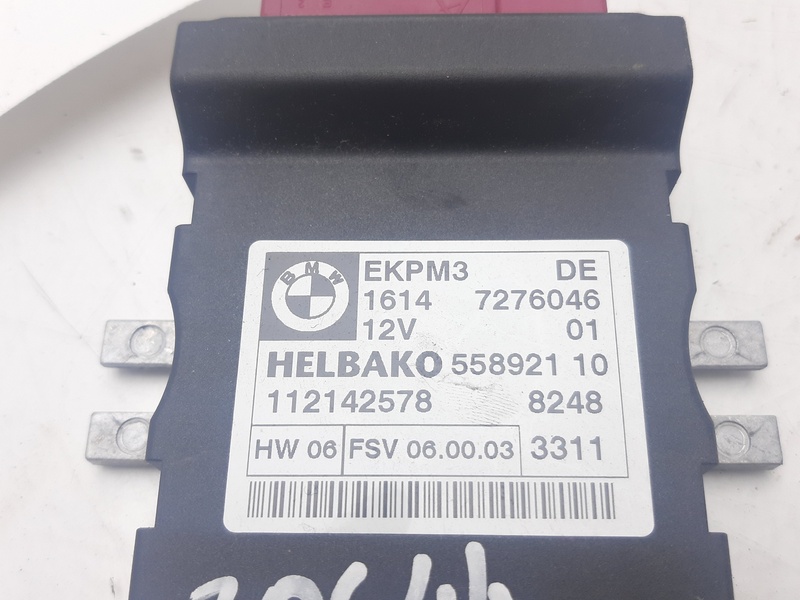 BMW
EKPM3 DE
1614 7276046
12V 01
HELBAKO 558921 10
112142578 8248
HW 06 FSV 06.00.03 3311